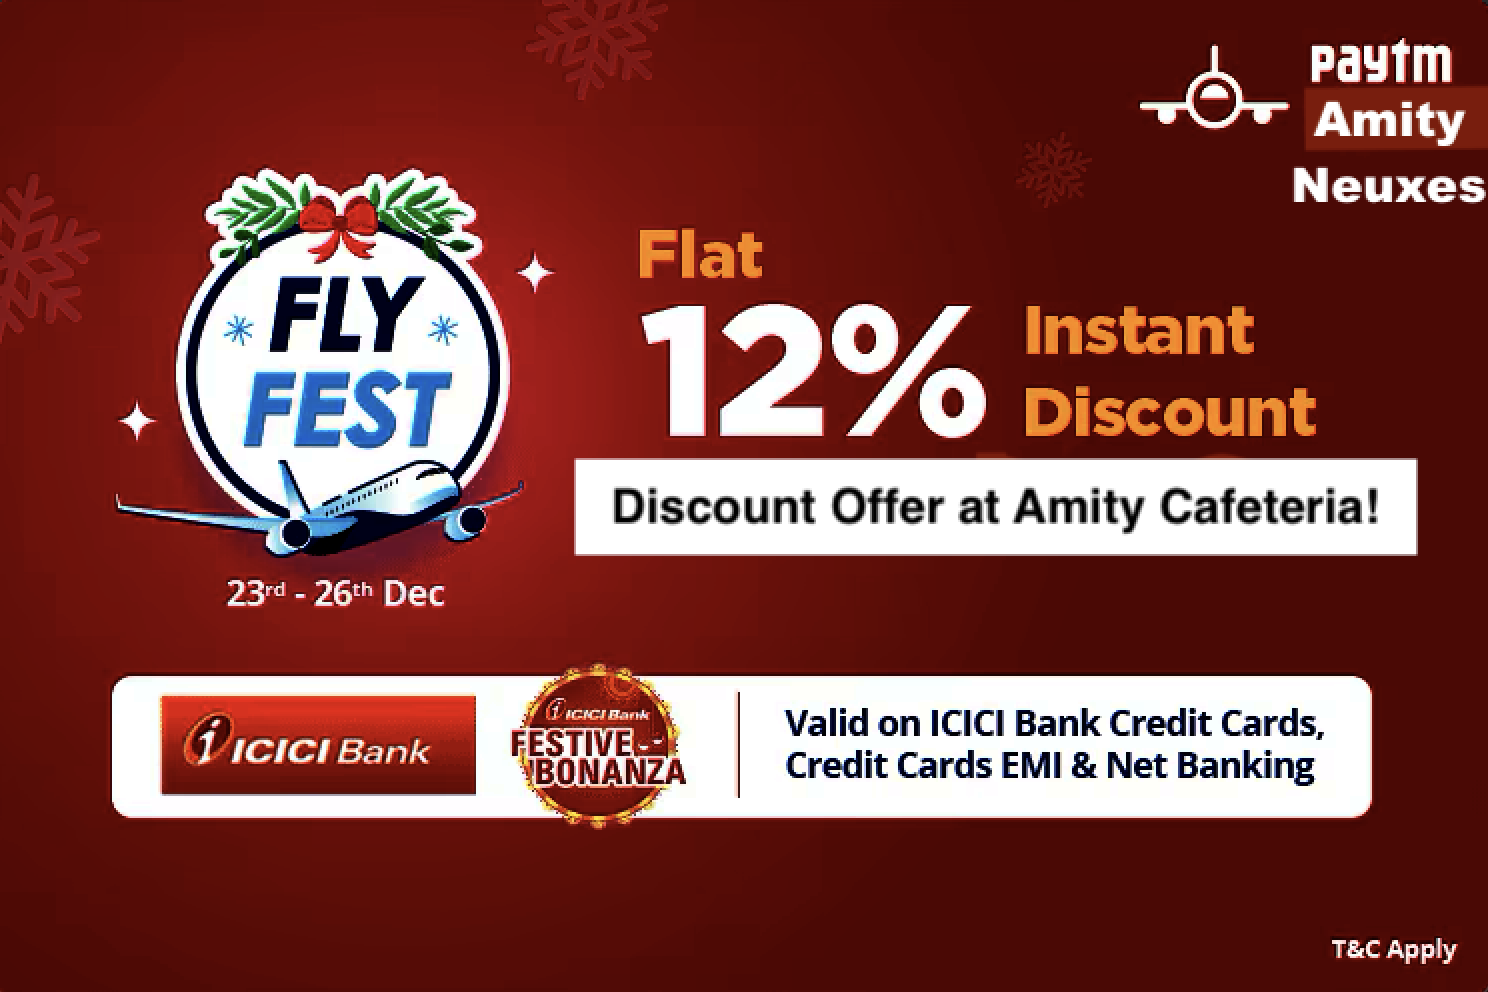 paytm
Amity
Neuxes
FLY
FEST
23rd - 26th Dec
Flat
12% Instant
Discount
Discount Offer at Amity Cafeteria!
ICICI Bank
ICICI Bank
FESTIVE
BONANZA
Valid on ICICI Bank Credit Cards,
Credit Cards EMI & Net Banking
T&C Apply